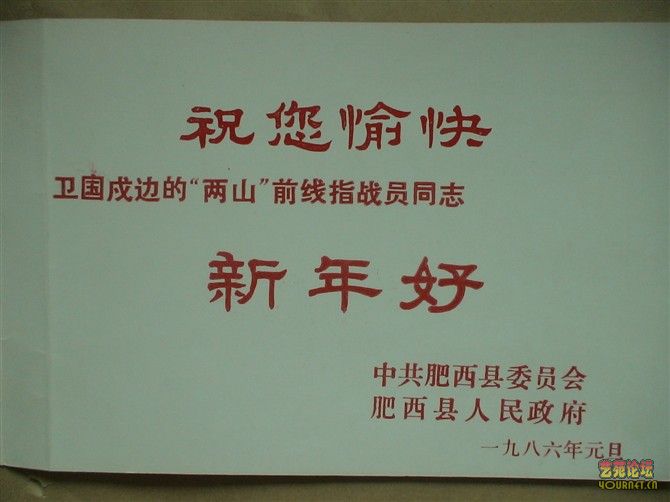 祝您愉快
卫国戍边的“两山”前线指战员同志
新年好
中共肥西县委员会
肥西县人民政府
一九八六年元旦
艺苑论坛
YOURNET.CN